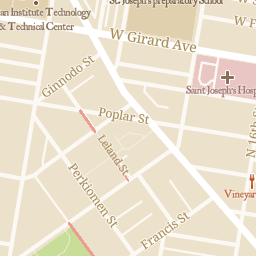 St. Joseph's Preparatory School
an Institute Technology
& Technical Center
W Girard Ave
W F
Ginnodo St
Saint Joseph's Hosp
Poplar St
N 16th S
Leland St
Perkiomen St
Vineyar
Francis St